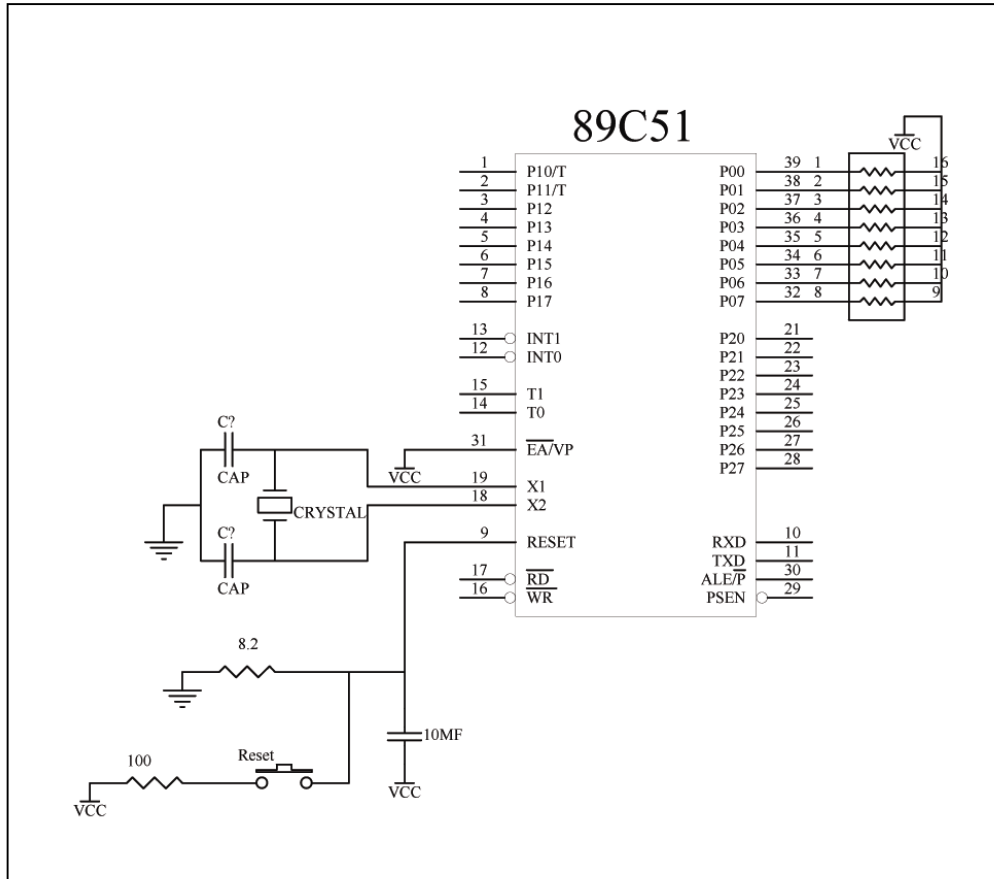 89C51
VCC
1 P10/T P00 39 1 16
2 P11/T P01 38 2 15
3 P12 P02 37 3 14
4 P13 P03 36 4 13
5 P14 P04 35 5 12
6 P15 P05 34 6 11
7 P16 P06 33 7 10
8 P17 P07 32 8 9
13 INT1 P20 21
12 INT0 P21 22
P22 23
15 T1 P23 24
14 T0 P24 25
P25 26
C? 31 EA/VP P26 27
P27 28
CAP VCC
19 X1
18 X2
CRYSTAL
C? 9 RESET RXD 10
TXD 11
CAP 17 RD ALE/P 30
16 WR PSEN 29
8.2
10MF
100 Reset
VCC
VCC